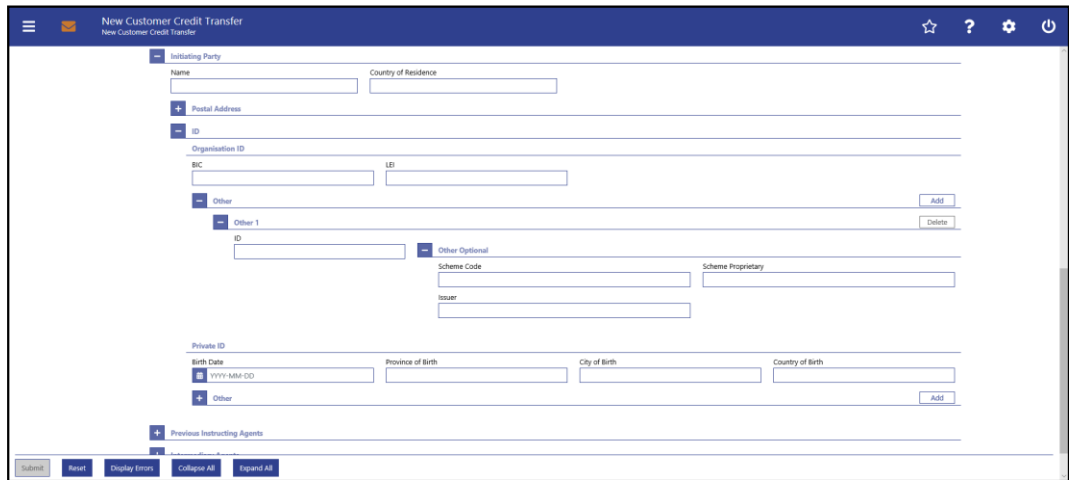 New Customer Credit Transfer
New Customer Credit Transfer
Initiating Party
Name Country of Residence
Postal Address
ID
Organisation ID
BIC LEI
Other Add
Other 1 Delete
ID
Other Optional
Scheme Code Scheme Proprietary
Issuer
Private ID
Birth Date Province of Birth City of Birth Country of Birth
YYYY-MM-DD
Other Add
Previous Instructing Agents
Intermediary Agents
Submit Reset Display Errors Collapse All Expand All